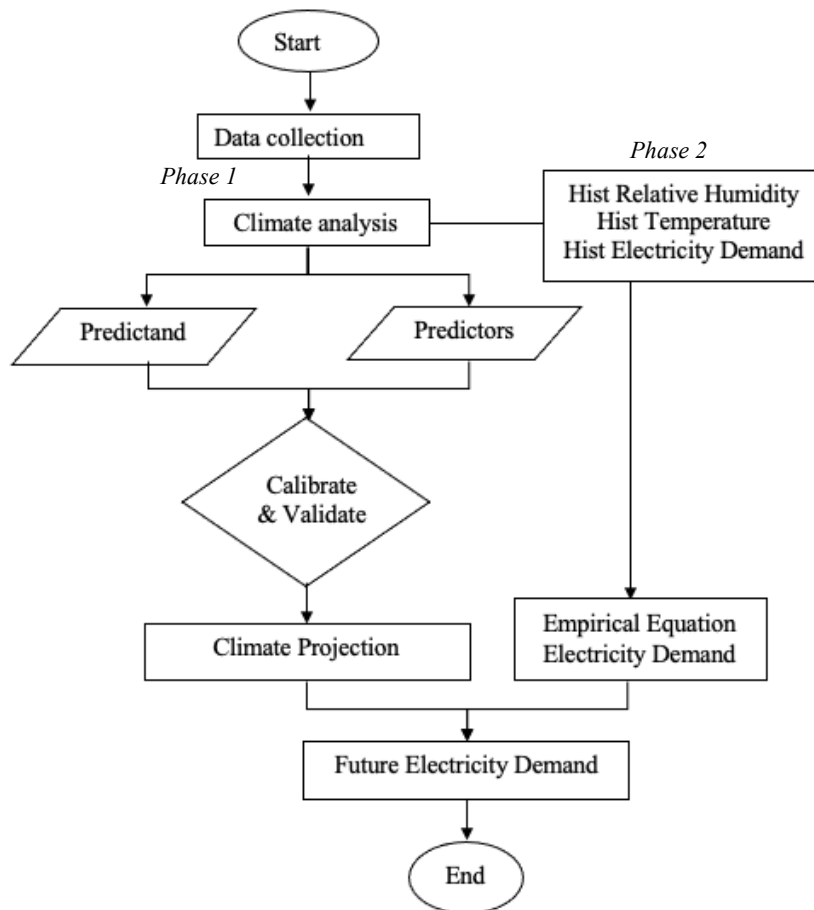 Start
Data collection
Phase 1
Phase 2
Climate analysis
Hist Relative Humidity
Hist Temperature
Hist Electricity Demand
Predictand
Predictors
Calibrate
& Validate
Climate Projection
Empirical Equation
Electricity Demand
Future Electricity Demand
End